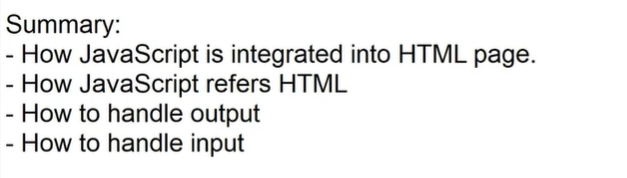 Summary:
- How JavaScript is integrated into HTML page.
- How JavaScript refers HTML
- How to handle output
- How to handle input